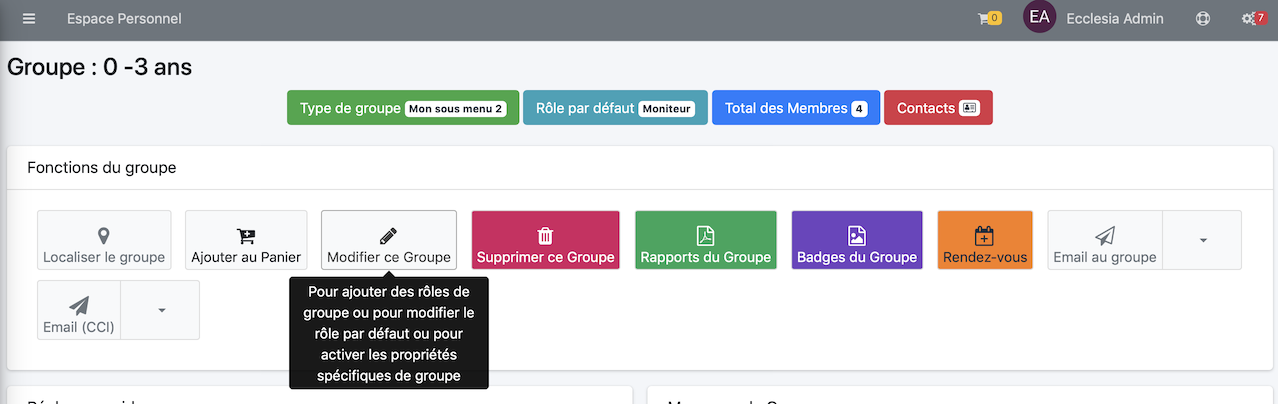 Espace Personnel 0 EA Ecclesia Admin 7
Groupe : 0 -3 ans
Type de groupe Mon sous menu 2 Rôle par défaut Moniteur Total des Membres 4 Contacts
Fonctions du groupe
Localiser le groupe Ajouter au Panier Modifier ce Groupe Supprimer ce Groupe Rapports du Groupe Badges du Groupe Rendez-vous Email au groupe
Email (CCI)
Pour ajouter des rôles de
groupe ou pour modifier le
rôle par défaut ou pour
activer les propriétés
spécifiques de groupe